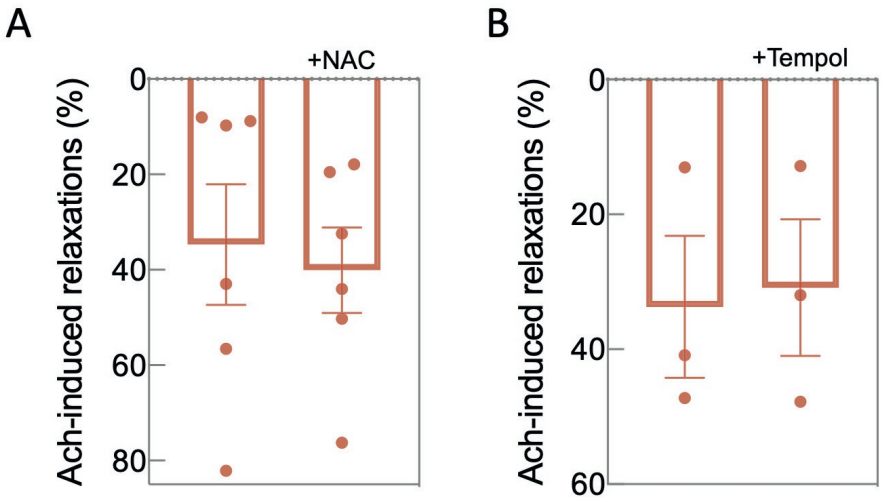 A
+NAC
Ach-induced relaxations (%)
0
20
40
60
80
B
+Tempol
Ach-induced relaxations (%)
0
20
40
60